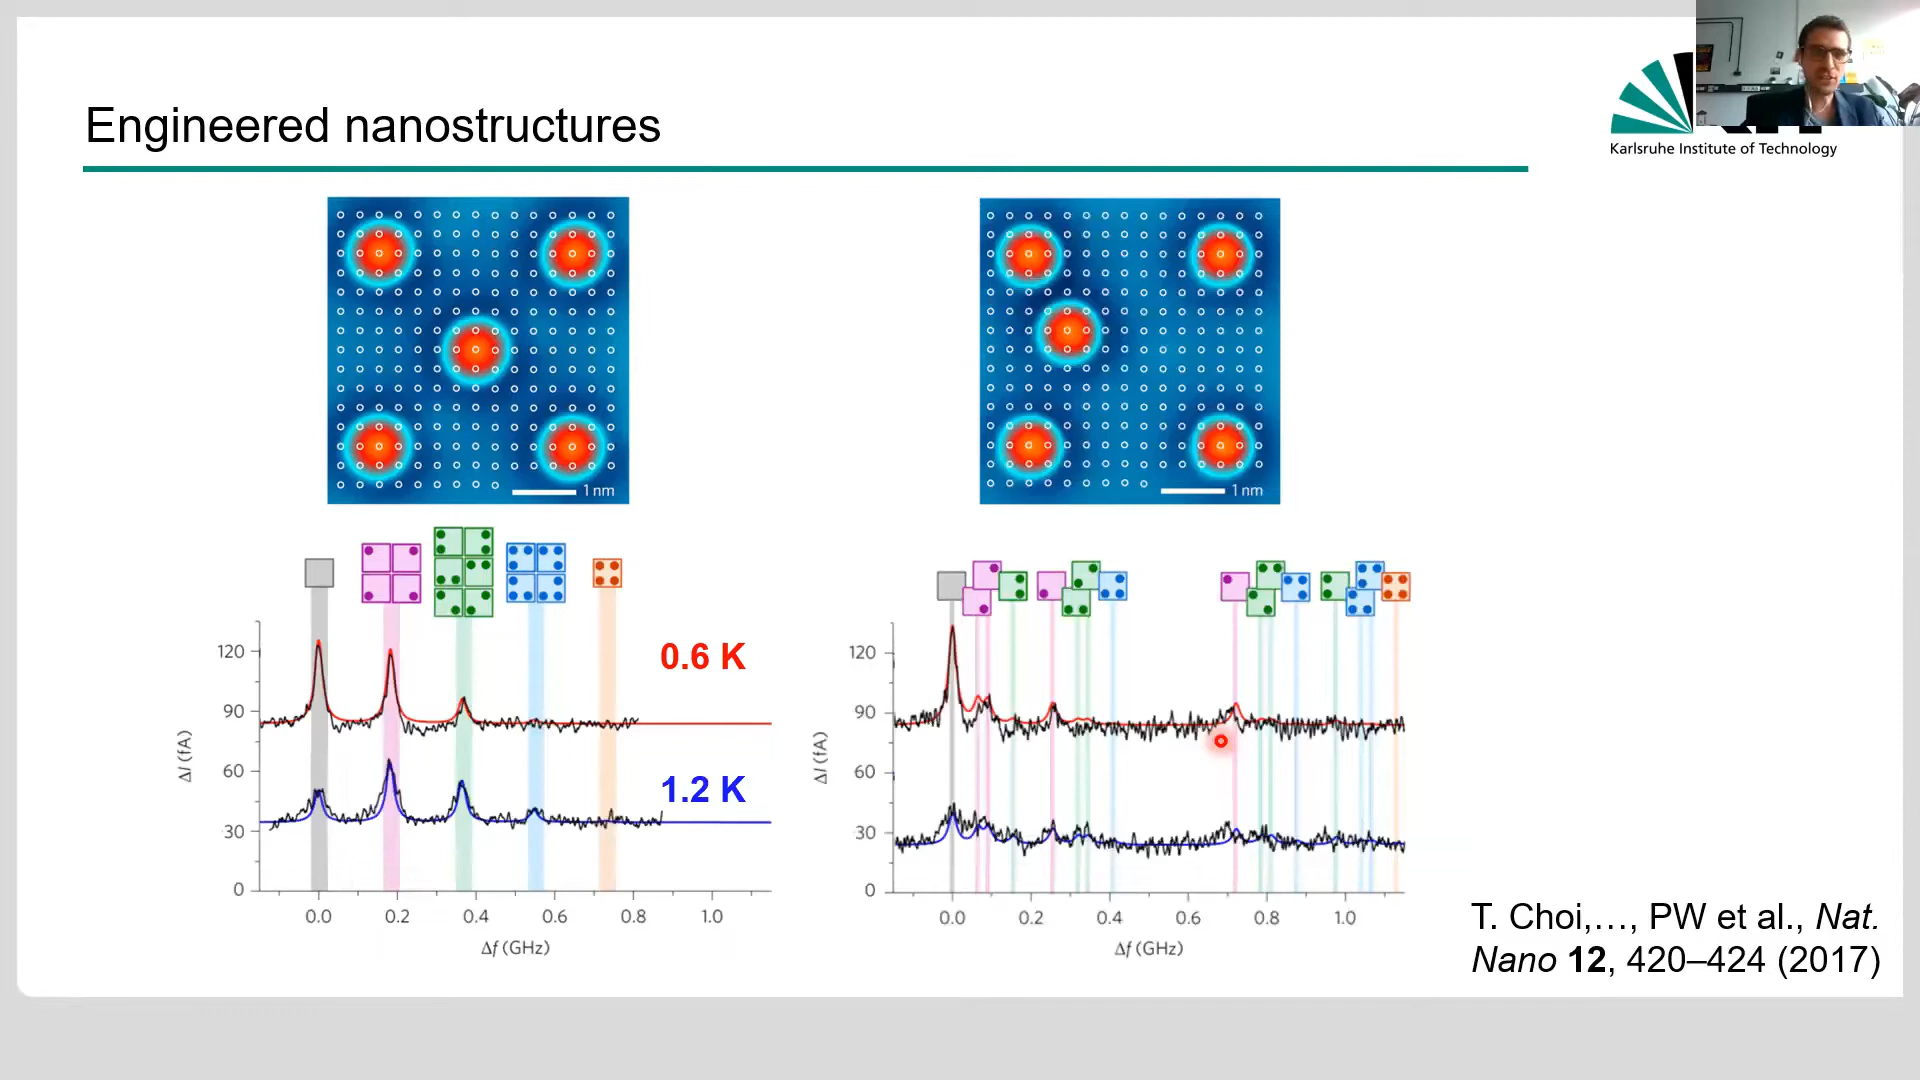 Engineered nanostructures
Karlsruhe Institute of Technology
1 nm
1 nm
0.6 K
1.2 K
120
90
60
30
0
ΔI (fA)
0.0 0.2 0.4 0.6 0.8 1.0
Δf (GHz)
120
90
60
30
0
ΔI (fA)
0.0 0.2 0.4 0.6 0.8 1.0
Δf (GHz)
T. Choi,…, PW et al., Nat.
Nano 12, 420–424 (2017)